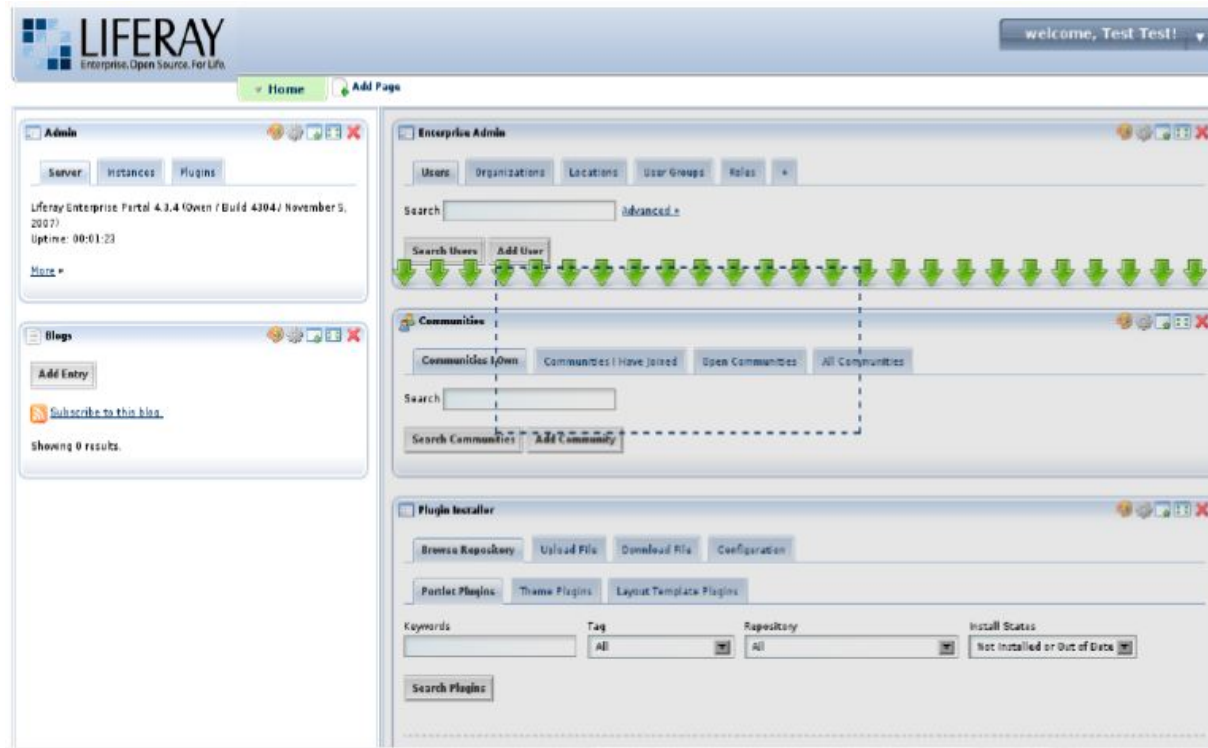 LIFERAY
Enterprise. Open Source. For Life.
welcome, Test Test!
Home
Add Page
Admin
Server Instances Plugins
Liferay Enterprise Portal 4.3.4 (Owen / Build 4304 / November 5,
2007)
Uptime: 00:01:23
More »
Blogs
Add Entry
Subscribe to this blog.
Showing 0 results.
Enterprise Admin
Users Organizations Locations User Groups Roles »
Search Advanced »
Search Users Add User
Communities
Communities I Own Communities I Have Joined Open Communities All Communities
Search
Search Communities Add Community
Plugin Installer
Browse Repository Upload File Download File Configuration
Portlet Plugins Theme Plugins Layout Template Plugins
Keywords Tag Repository Install Status
All All Not Installed or Out of Date
Search Plugins